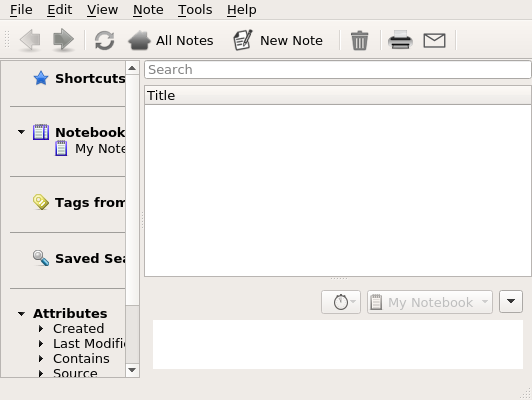 File Edit View Note Tools Help
All Notes New Note
Shortcuts
Search
Title
Notebook
My Note
Tags from
Saved Sea
Attributes
Created
Last Modifi
Contains
Source
My Notebook